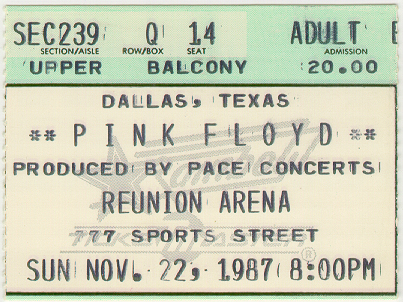 SEC239 Q 14 ADULT
SECTION/AISLE ROW/BOX SEAT ADMISSION
UPPER BALCONY 20.00
DALLAS, TEXAS
** PINK FLOYD **
PRODUCED BY PACE CONCERTS
REUNION ARENA
777 SPORTS STREET
SUN NOV. 22, 1987 8:00PM